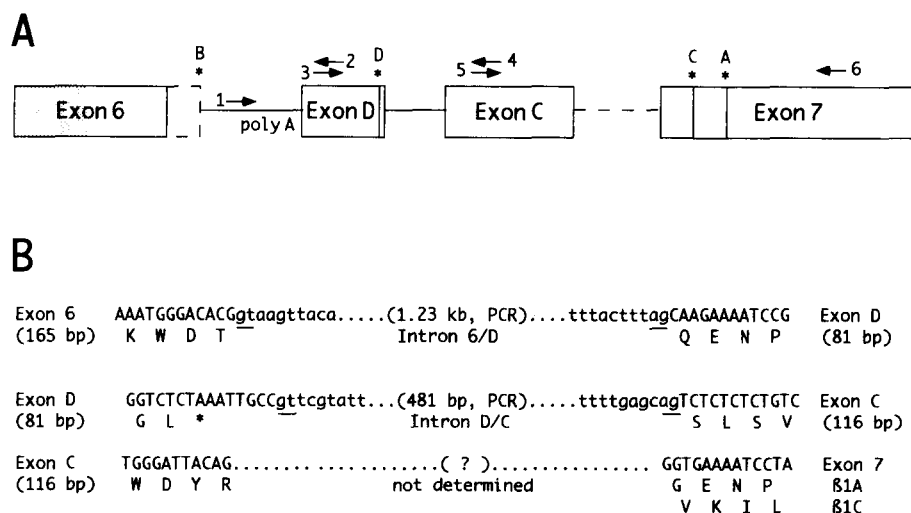 A
B D C A
* * * *
3 2 5 4 6
1
Exon 6 poly A Exon D Exon C Exon 7
B
Exon 6 AAATGGGACACGgtaagttaca.....(1.23 kb, PCR)....tttactttagCAAGAAAATCCG Exon D
(165 bp) K W D T Intron 6/D Q E N P (81 bp)
Exon D GGTCTCTAAATTGCCgttcgtatt...(481 bp, PCR).....ttttgagcagTCTCTCTCTGTC Exon C
(81 bp) G L * Intron D/C S L S V (116 bp)
Exon C TGGGATTACAG....................( ? )................GGTGAAAATCCTA Exon 7
(116 bp) W D Y R not determined G E N P ß1A
V K I L ß1C